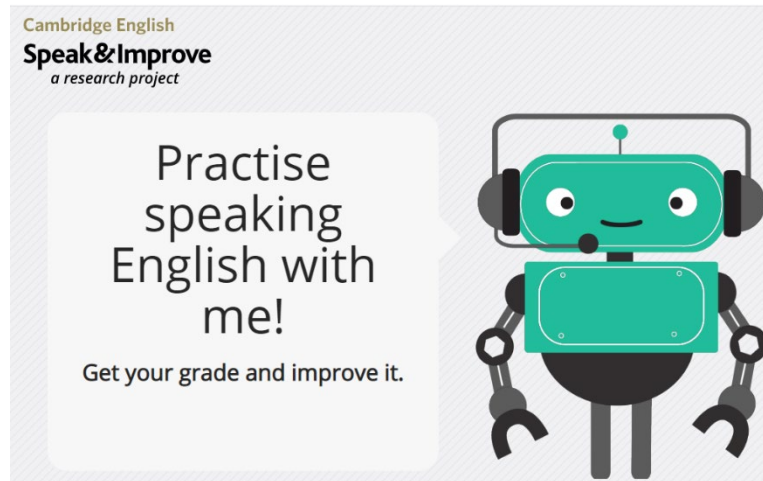 Cambridge English
Speak&Improve
a research project
Practise
speaking
English with
me!
Get your grade and improve it.